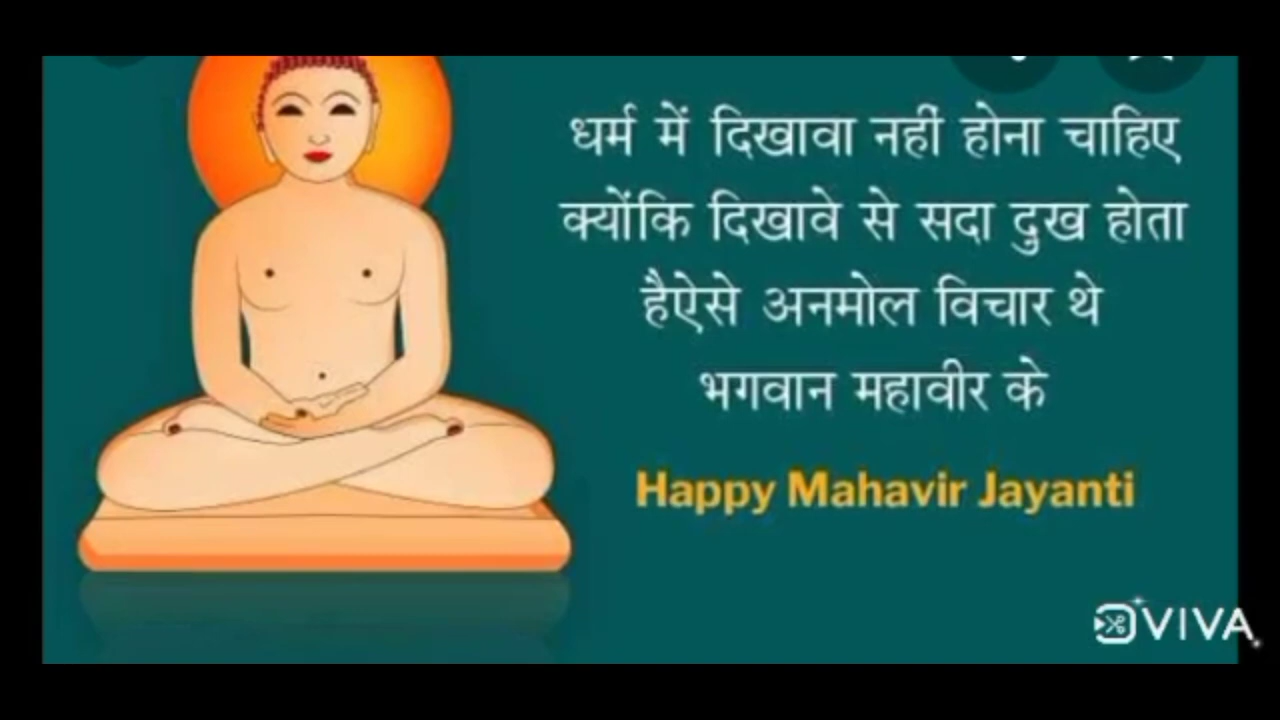 धर्म में दिखावा नहीं होना चाहिए
क्योंकि दिखावे से सदा दुख होता
हैऐसे अनमोल विचार थे
भगवान महावीर के
Happy Mahavir Jayanti
VIVA